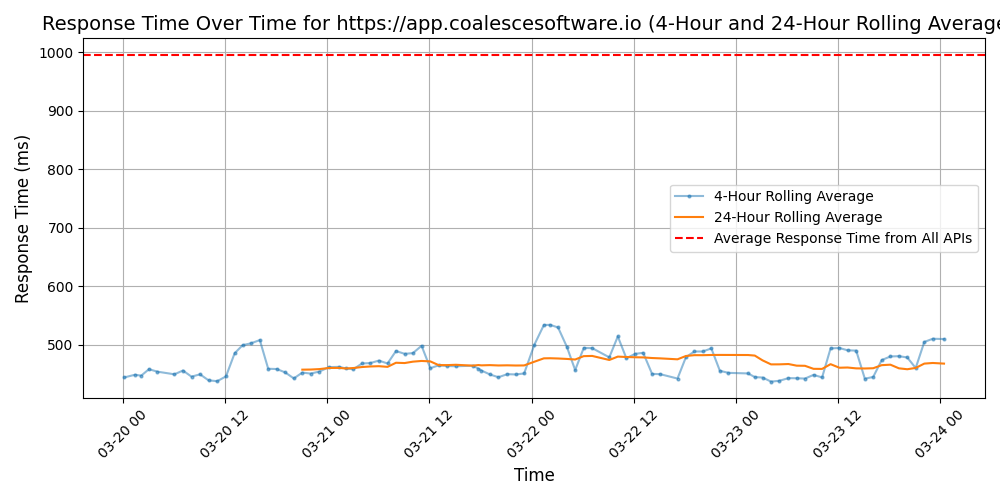 Response Time Over Time for https://app.coalescesoftware.io (4-Hour and 24-Hour Rolling Average
Response Time (ms)
1000
900
800
700
600
500
4-Hour Rolling Average
24-Hour Rolling Average
Average Response Time from All APIs
03-20 00
03-20 12
03-21 00
03-21 12
03-22 00
03-22 12
03-23 00
03-23 12
03-24 00
Time